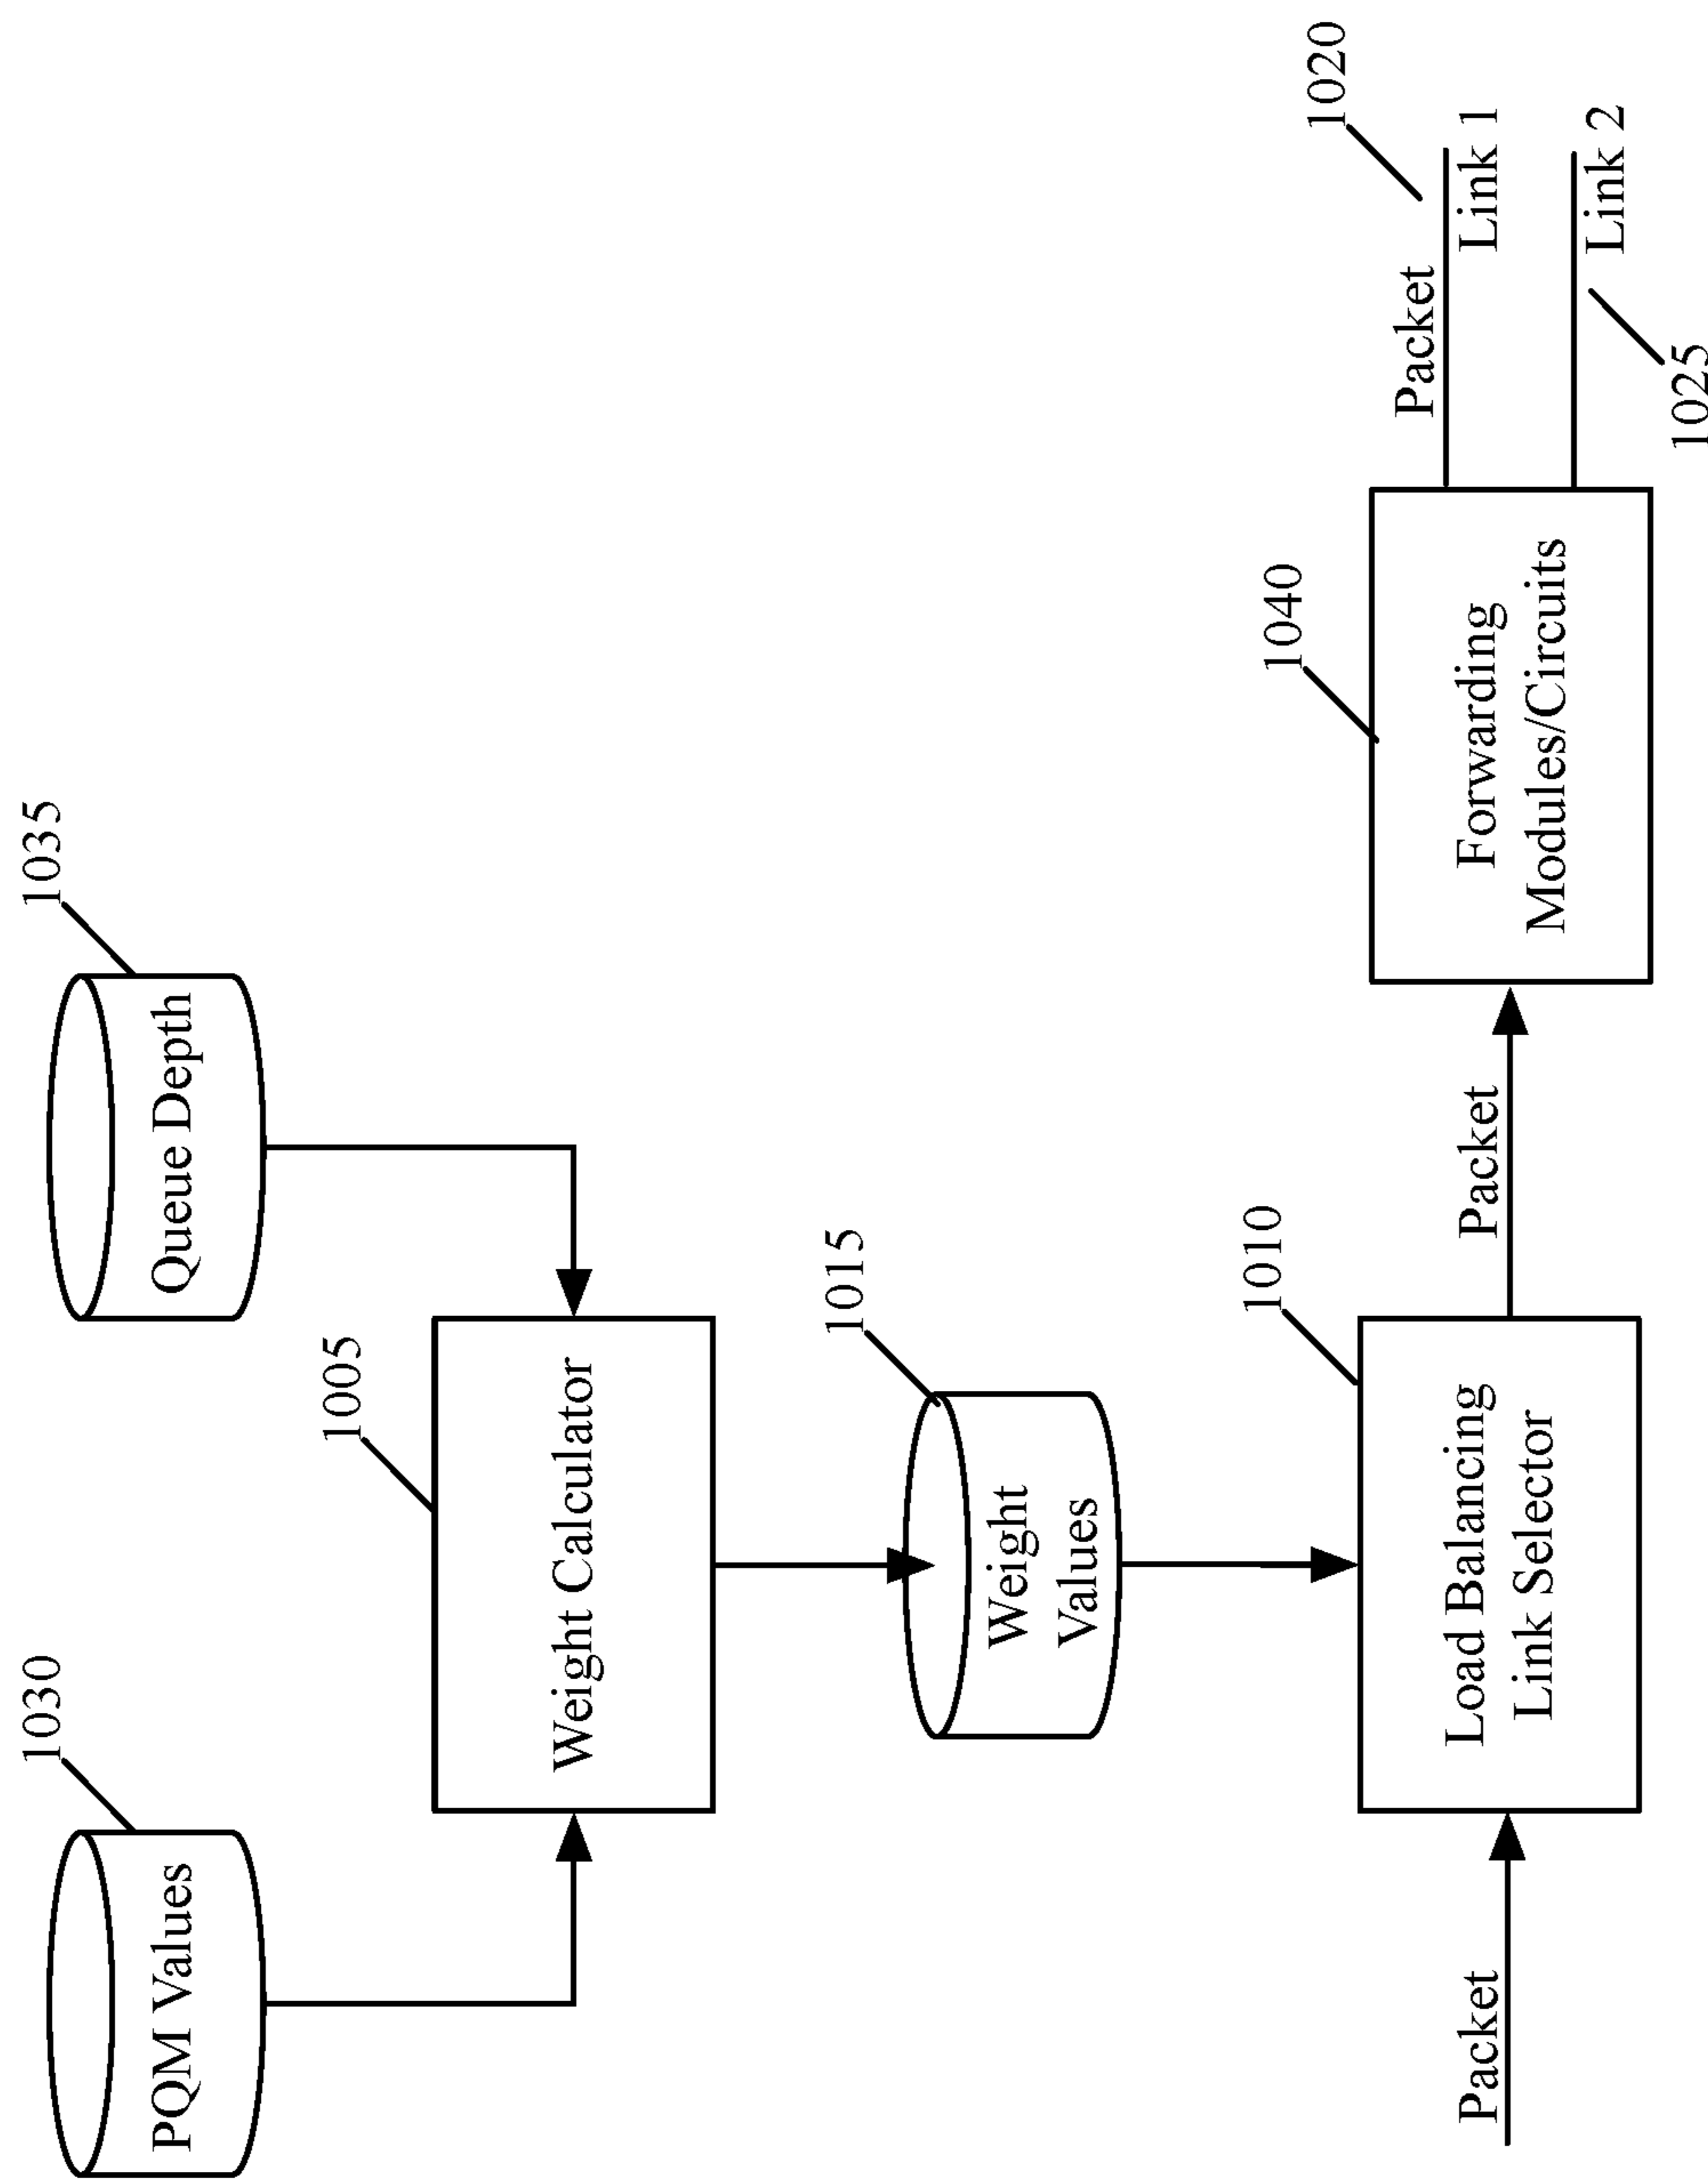 1030
1035
PQM Values
Queue Depth
1005
Weight Calculator
1015
Weight
Values
1010
1040
1020
Packet
Load Balancing
Link Selector
Packet
Forwarding
Modules/Circuits
Packet
Link 1
Link 2
1025